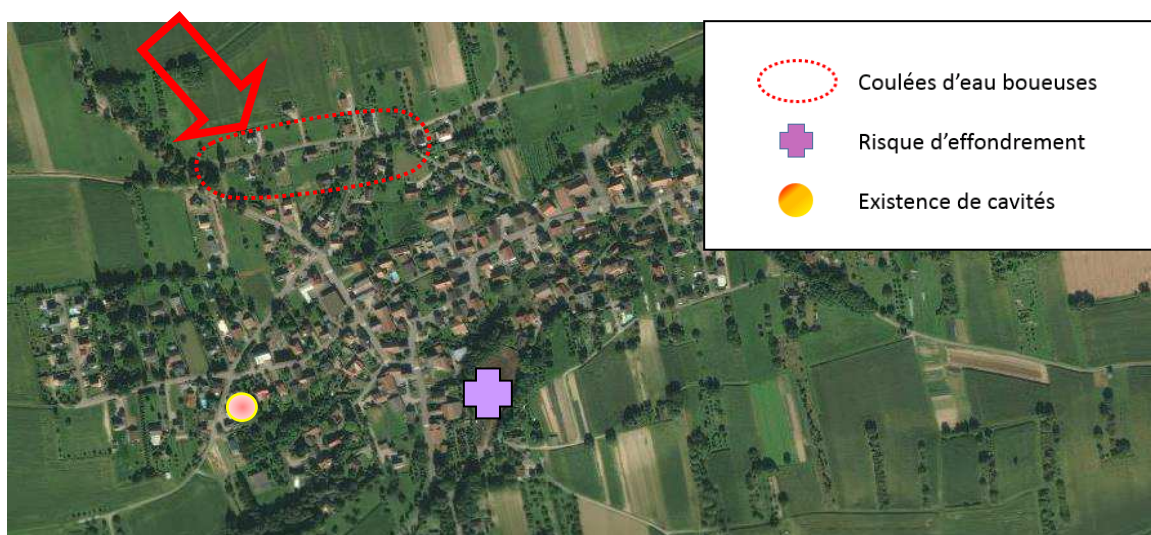 Coulées d'eau boueuses
Risque d'effondrement
Existence de cavités